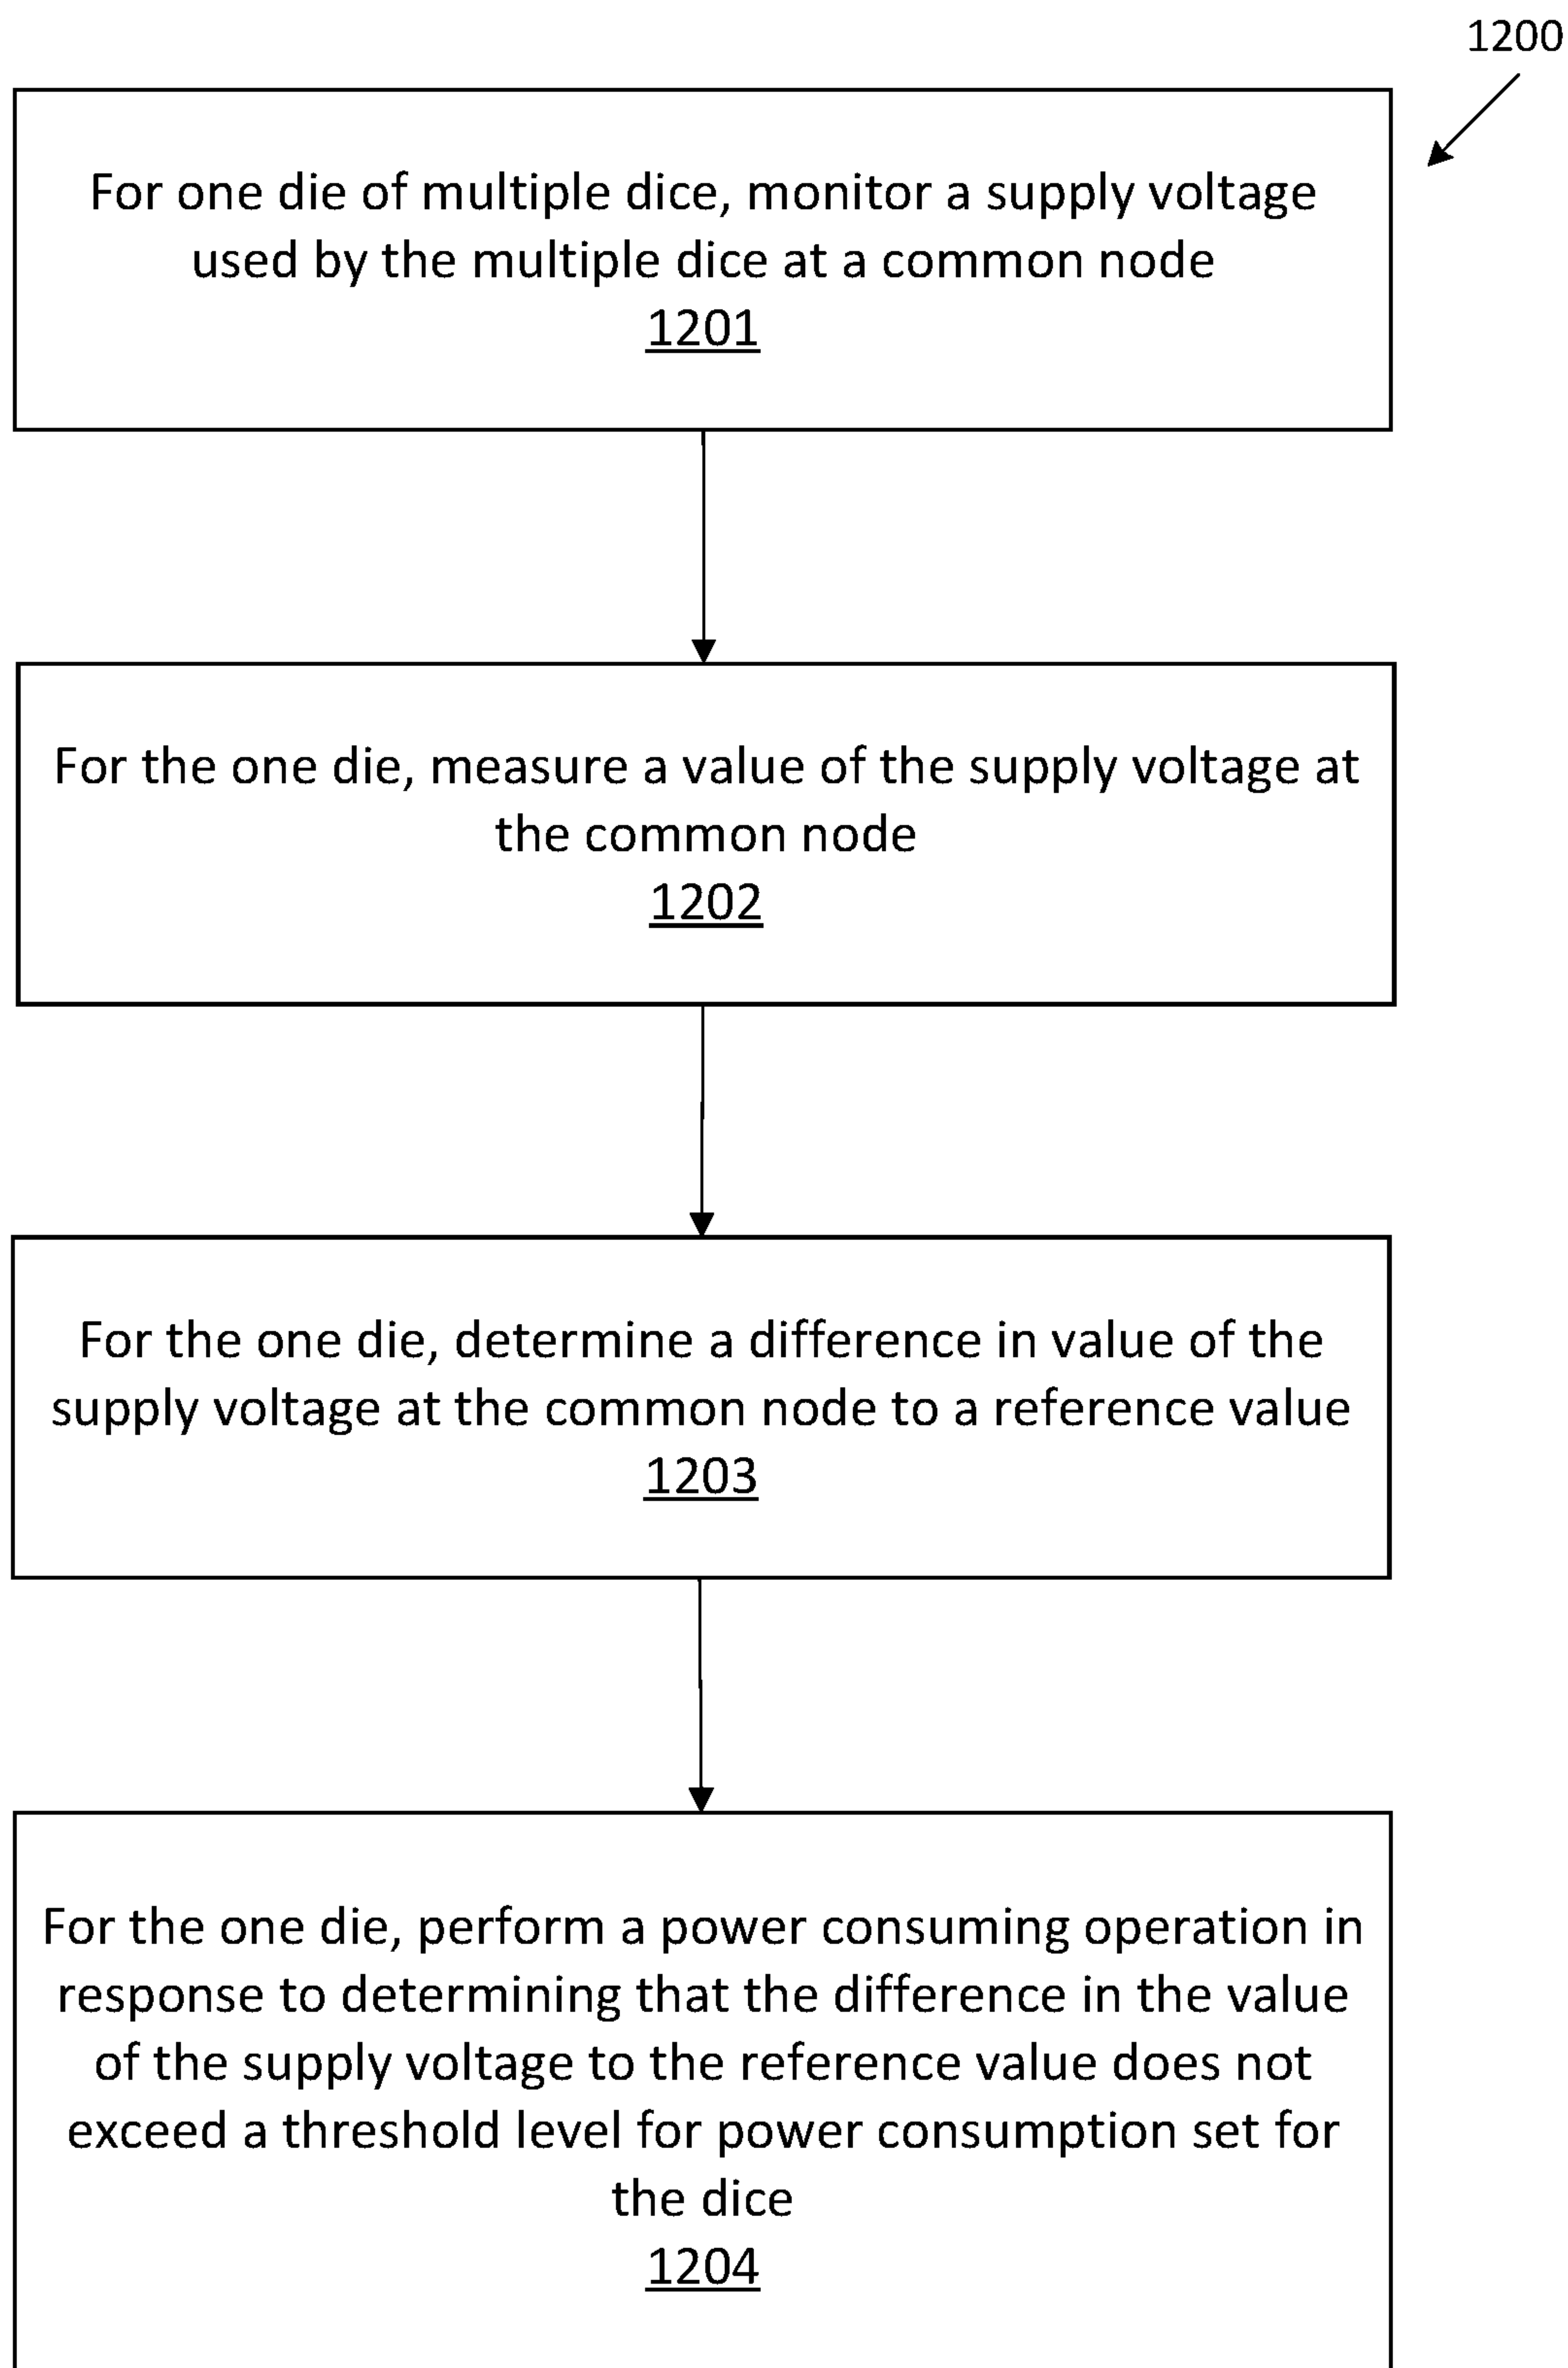 1200
For one die of multiple dice, monitor a supply voltage
used by the multiple dice at a common node
1201
For the one die, measure a value of the supply voltage at
the common node
1202
For the one die, determine a difference in value of the
supply voltage at the common node to a reference value
1203
For the one die, perform a power consuming operation in
response to determining that the difference in the value
of the supply voltage to the reference value does not
exceed a threshold level for power consumption set for
the dice
1204